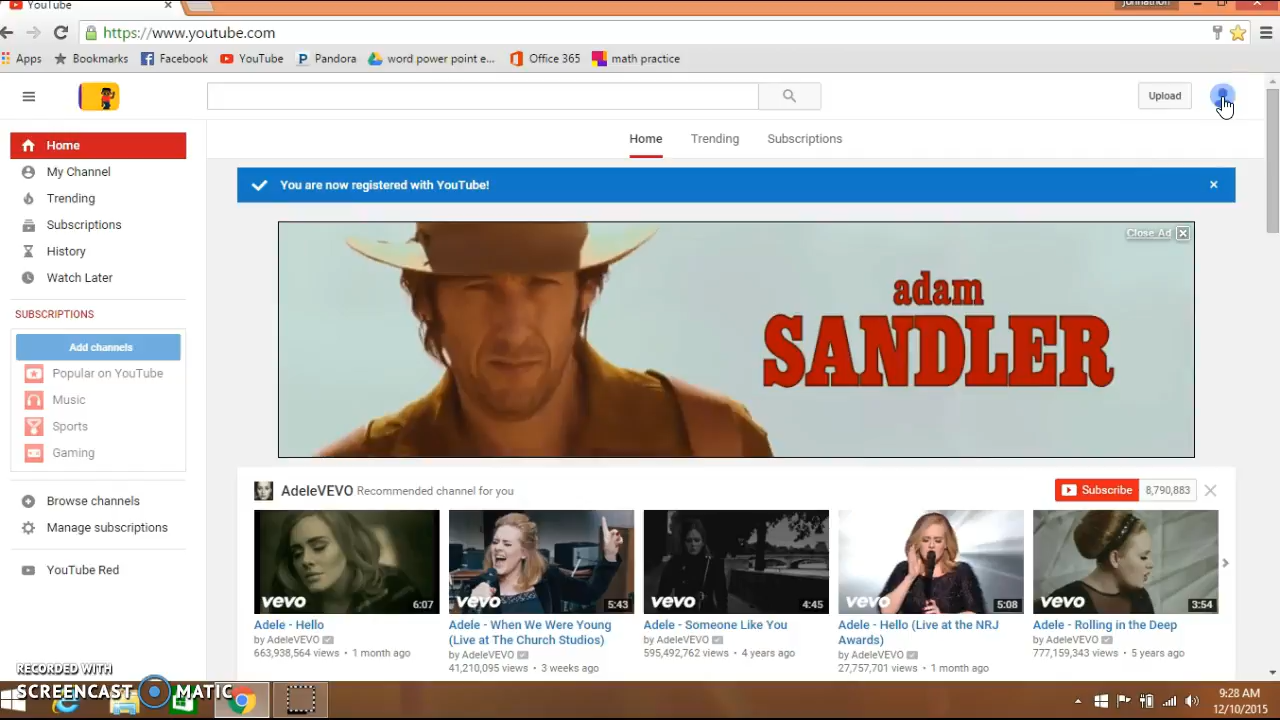 YouTube
Johnathon
https://www.youtube.com
Apps Bookmarks Facebook YouTube Pandora word power point e... Office 365 math practice
Upload
Home Trending Subscriptions
Home
My Channel
Trending
Subscriptions
History
Watch Later
SUBSCRIPTIONS
Add channels
Popular on YouTube
Music
Sports
Gaming
Browse channels
Manage subscriptions
YouTube Red
You are now registered with YouTube!
Close Ad
adam
SANDLER
AdeleVEVO Recommended channel for you
Subscribe 8,790,883
vevo 6:07
vevo 5:43
vevo 4:45
vevo 5:08
vevo 3:54
Adele - Hello
by AdeleVEVO
663,938,564 views • 1 month ago
Adele - When We Were Young
(Live at The Church Studios)
by AdeleVEVO
41,210,095 views • 3 weeks ago
Adele - Someone Like You
by AdeleVEVO
595,492,762 views • 4 years ago
Adele - Hello (Live at the NRJ
Awards)
by AdeleVEVO
27,757,701 views • 1 month ago
Adele - Rolling in the Deep
by AdeleVEVO
777,159,343 views • 5 years ago
RECORDED WITH
SCREENCAST MATIC
9:28 AM
12/10/2015